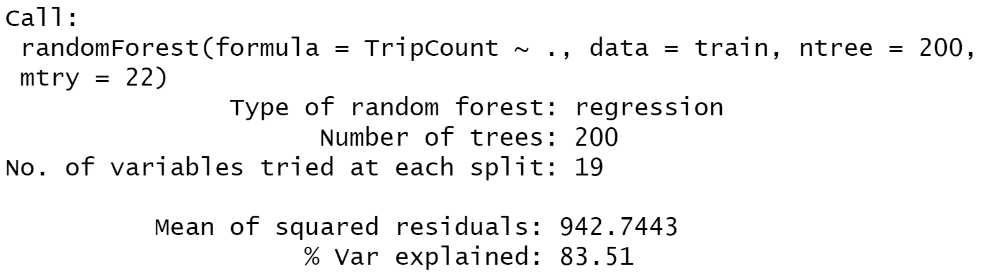 Call:
randomForest(formula = TripCount ~ ., data = train, ntree = 200,
mtry = 22)
Type of random forest: regression
Number of trees: 200
No. of variables tried at each split: 19
Mean of squared residuals: 942.7443
% Var explained: 83.51